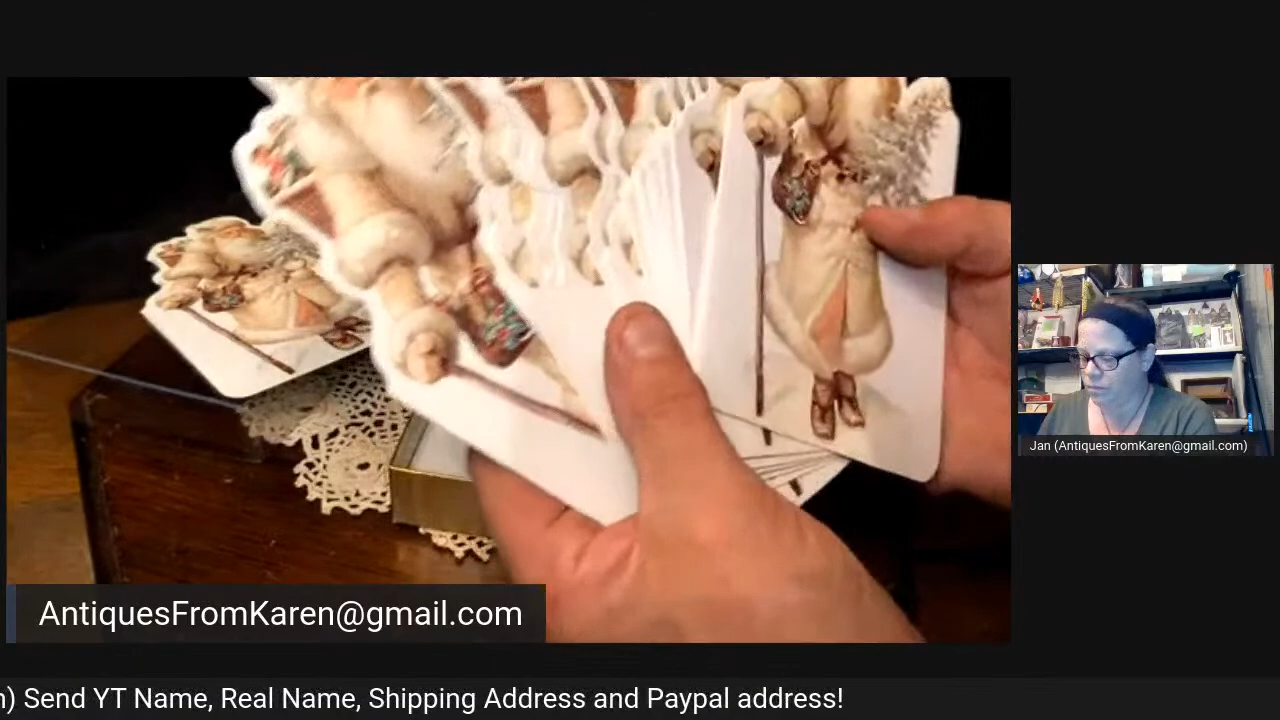 Jan (AntiquesFromKaren@gmail.com)
AntiquesFromKaren@gmail.com
n) Send YT Name, Real Name, Shipping Address and Paypal address!